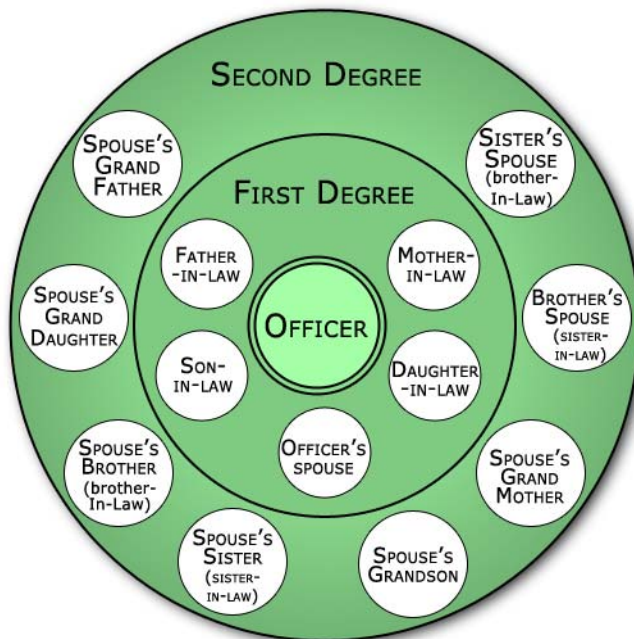 SECOND DEGREE
SPOUSE'S
GRAND
FATHER
SISTER'S
SPOUSE
(brother-
In-Law)
FIRST DEGREE
FATHER
-IN-LAW
MOTHER-
IN-LAW
SPOUSE'S
GRAND
DAUGHTER
OFFICER
BROTHER'S
SPOUSE
(SISTER-
IN-LAW)
SON-
IN-LAW
DAUGHTER
-IN-LAW
SPOUSE'S
BROTHER
(brother-
In-Law)
OFFICER'S
SPOUSE
SPOUSE'S
GRAND
MOTHER
SPOUSE'S
SISTER
(SISTER-
IN-LAW)
SPOUSE'S
GRANDSON